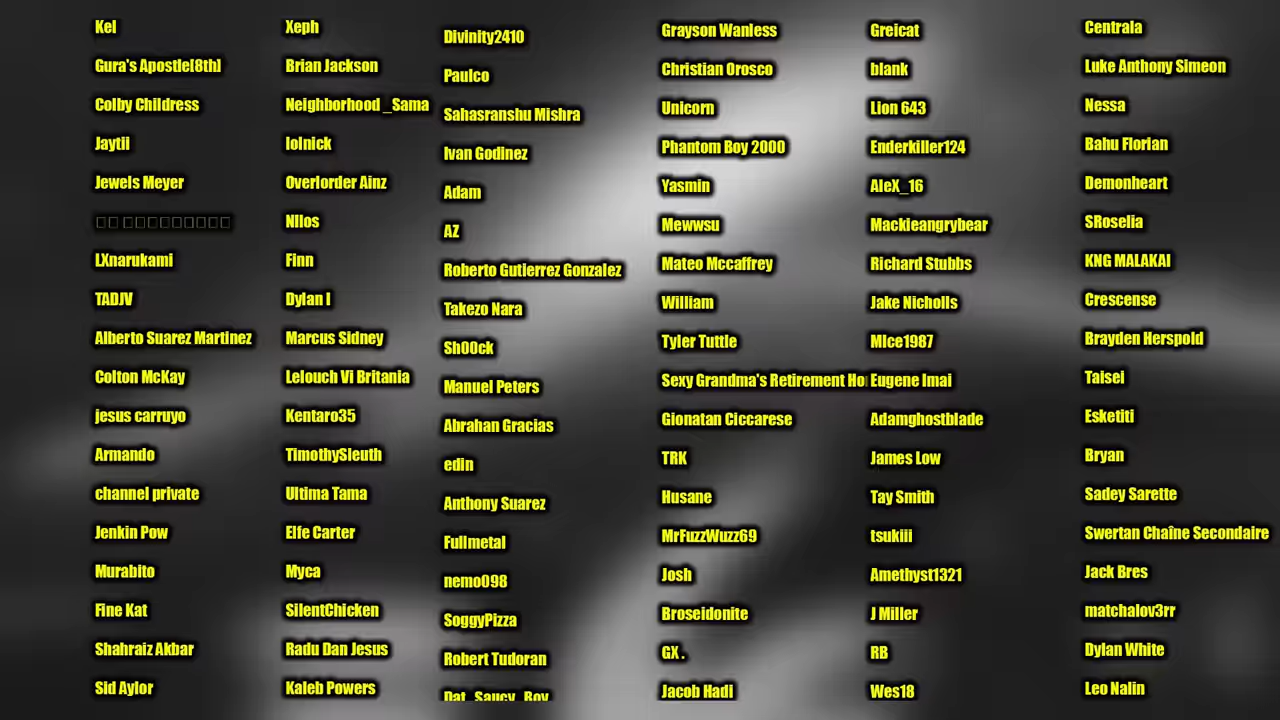 Kel
Gura's Apostle[8th]
Colby Childress
Jaytii
Jewels Meyer
LXnarukami
TADJV
Alberto Suarez Martinez
Colton McKay
jesus carruyo
Armando
channel private
Jenkin Pow
Murabito
Fine Kat
Shahraiz Akbar
Sid Aylor
Xeph
Brian Jackson
Neighborhood_Sama
lolnick
Overlorder Ainz
Nilos
Finn
Dylan I
Marcus Sidney
Lelouch Vi Britania
Kentaro35
TimothySleuth
Ultima Tama
Elfe Carter
Myca
SilentChicken
Radu Dan Jesus
Kaleb Powers
Divinity2410
Paulco
Sahasranshu Mishra
Ivan Godinez
Adam
AZ
Roberto Gutierrez Gonzalez
Takezo Nara
Sh00ck
Manuel Peters
Abrahan Gracias
edin
Anthony Suarez
Fullmetal
nemo098
SoggyPizza
Robert Tudoran
Dat_Saucy_Boy
Grayson Wanless
Christian Orosco
Unicorn
Phantom Boy 2000
Yasmin
Mewwsu
Mateo Mccaffrey
William
Tyler Tuttle
Sexy Grandma's Retirement Ho
Gionatan Ciccarese
TRK
Husane
MrFuzzWuzz69
Josh
Broseidonite
GX .
Jacob Hadi
Greicat
blank
Lion 643
Enderkiller124
AleX_16
Mackieangrybear
Richard Stubbs
Jake Nicholls
Mice1987
Eugene Imai
Adamghostblade
James Low
Tay Smith
tsukiii
Amethyst1321
J Miller
RB
Wes18
Centrala
Luke Anthony Simeon
Nessa
Bahu Florian
Demonheart
SRoselia
KNG MALAKAI
Crescense
Brayden Herspold
Taisei
Esketiti
Bryan
Sadey Sarette
Swertan Chaîne Secondaire
Jack Bres
matchalov3rr
Dylan White
Leo Nalin